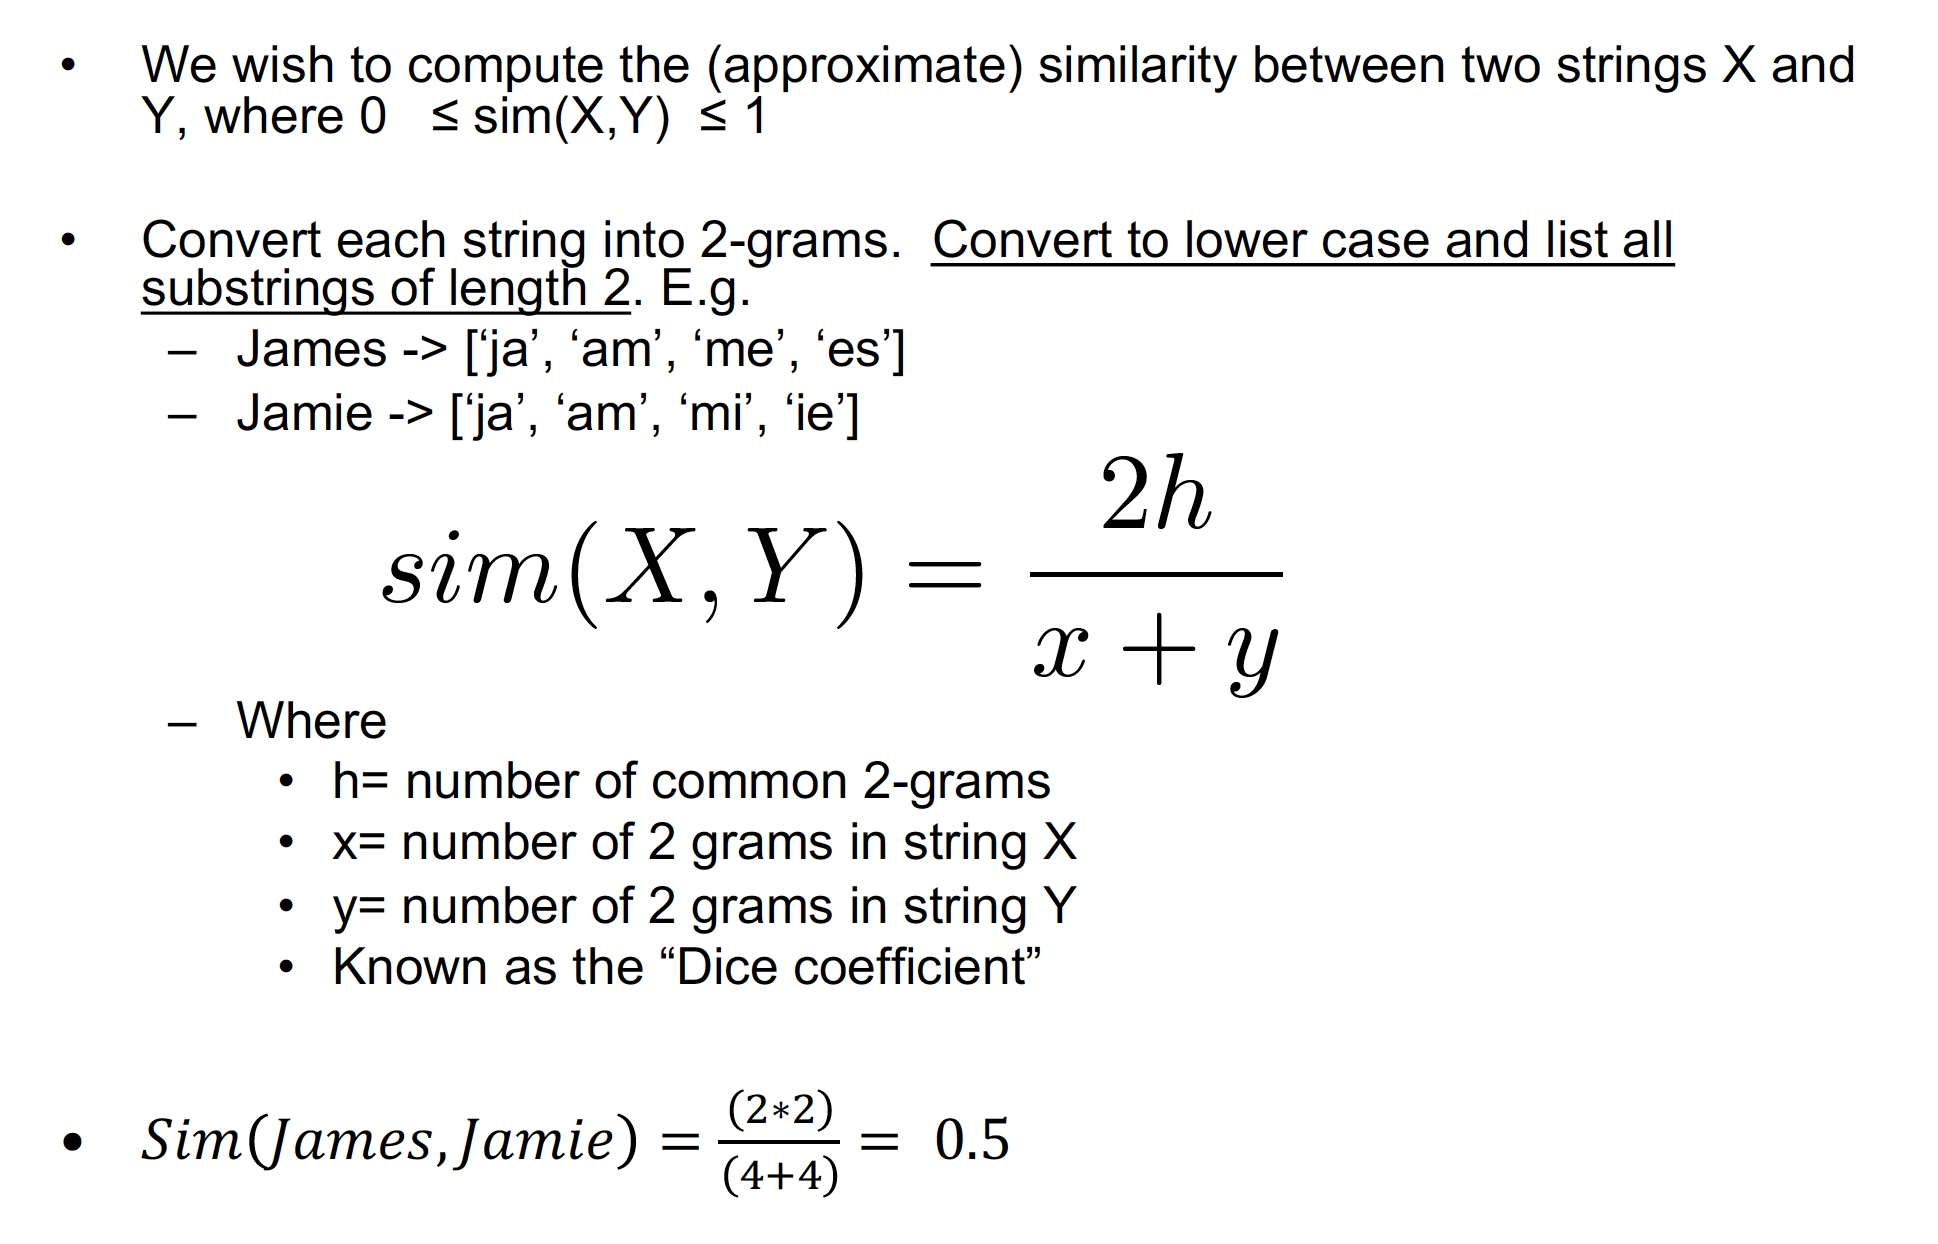 • We wish to compute the (approximate) similarity between two strings X and
Y, where 0 ≤ sim(X,Y) ≤ 1
• Convert each string into 2-grams. Convert to lower case and list all
substrings of length 2. E.g.
– James -> [‘ja’, ‘am’, ‘me’, ‘es’]
– Jamie -> [‘ja’, ‘am’, ‘mi’, ‘ie’]
sim(X, Y) = 2h / x + y
– Where
• h= number of common 2-grams
• x= number of 2 grams in string X
• y= number of 2 grams in string Y
• Known as the “Dice coefficient”
• Sim(James, Jamie) = (2*2) / (4+4) = 0.5